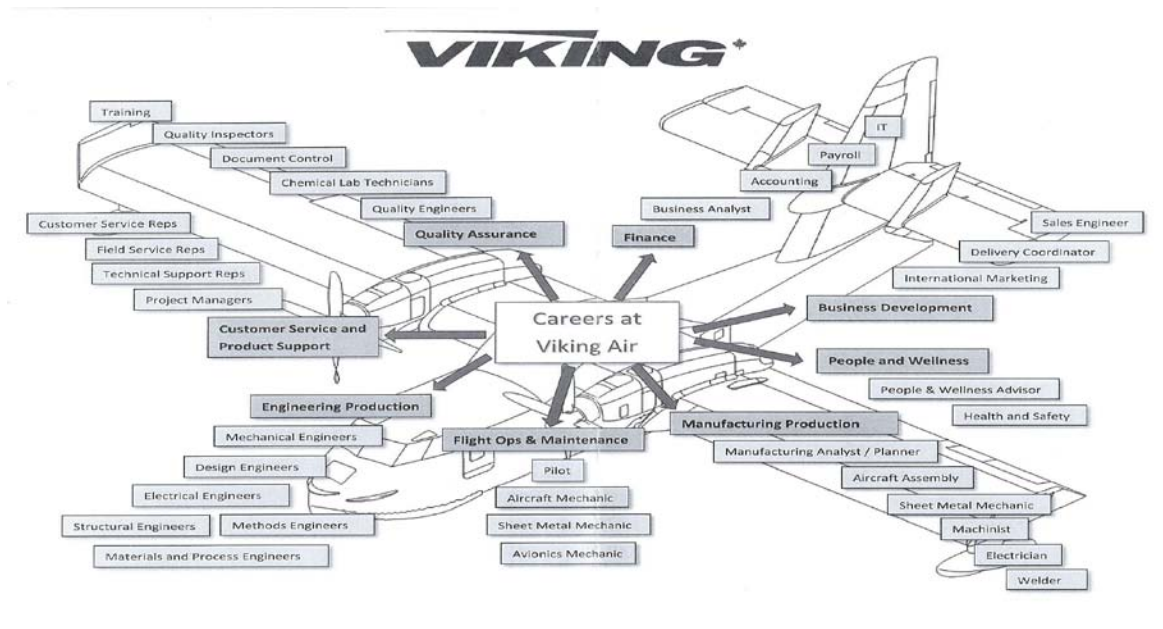 VIKING
Training
Quality Inspectors
Document Control
Chemical Lab Technicians
Quality Engineers
Quality Assurance
IT
Payroll
Accounting
Business Analyst
Finance
Customer Service Reps
Field Service Reps
Technical Support Reps
Project Managers
Customer Service and
Product Support
Careers at
Viking Air
Sales Engineer
Delivery Coordinator
International Marketing
Business Development
People and Wellness
People & Wellness Advisor
Health and Safety
Engineering Production
Mechanical Engineers
Design Engineers
Electrical Engineers
Structural Engineers
Methods Engineers
Materials and Process Engineers
Flight Ops & Maintenance
Pilot
Aircraft Mechanic
Sheet Metal Mechanic
Avionics Mechanic
Manufacturing Production
Manufacturing Analyst / Planner
Aircraft Assembly
Sheet Metal Mechanic
Machinist
Electrician
Welder